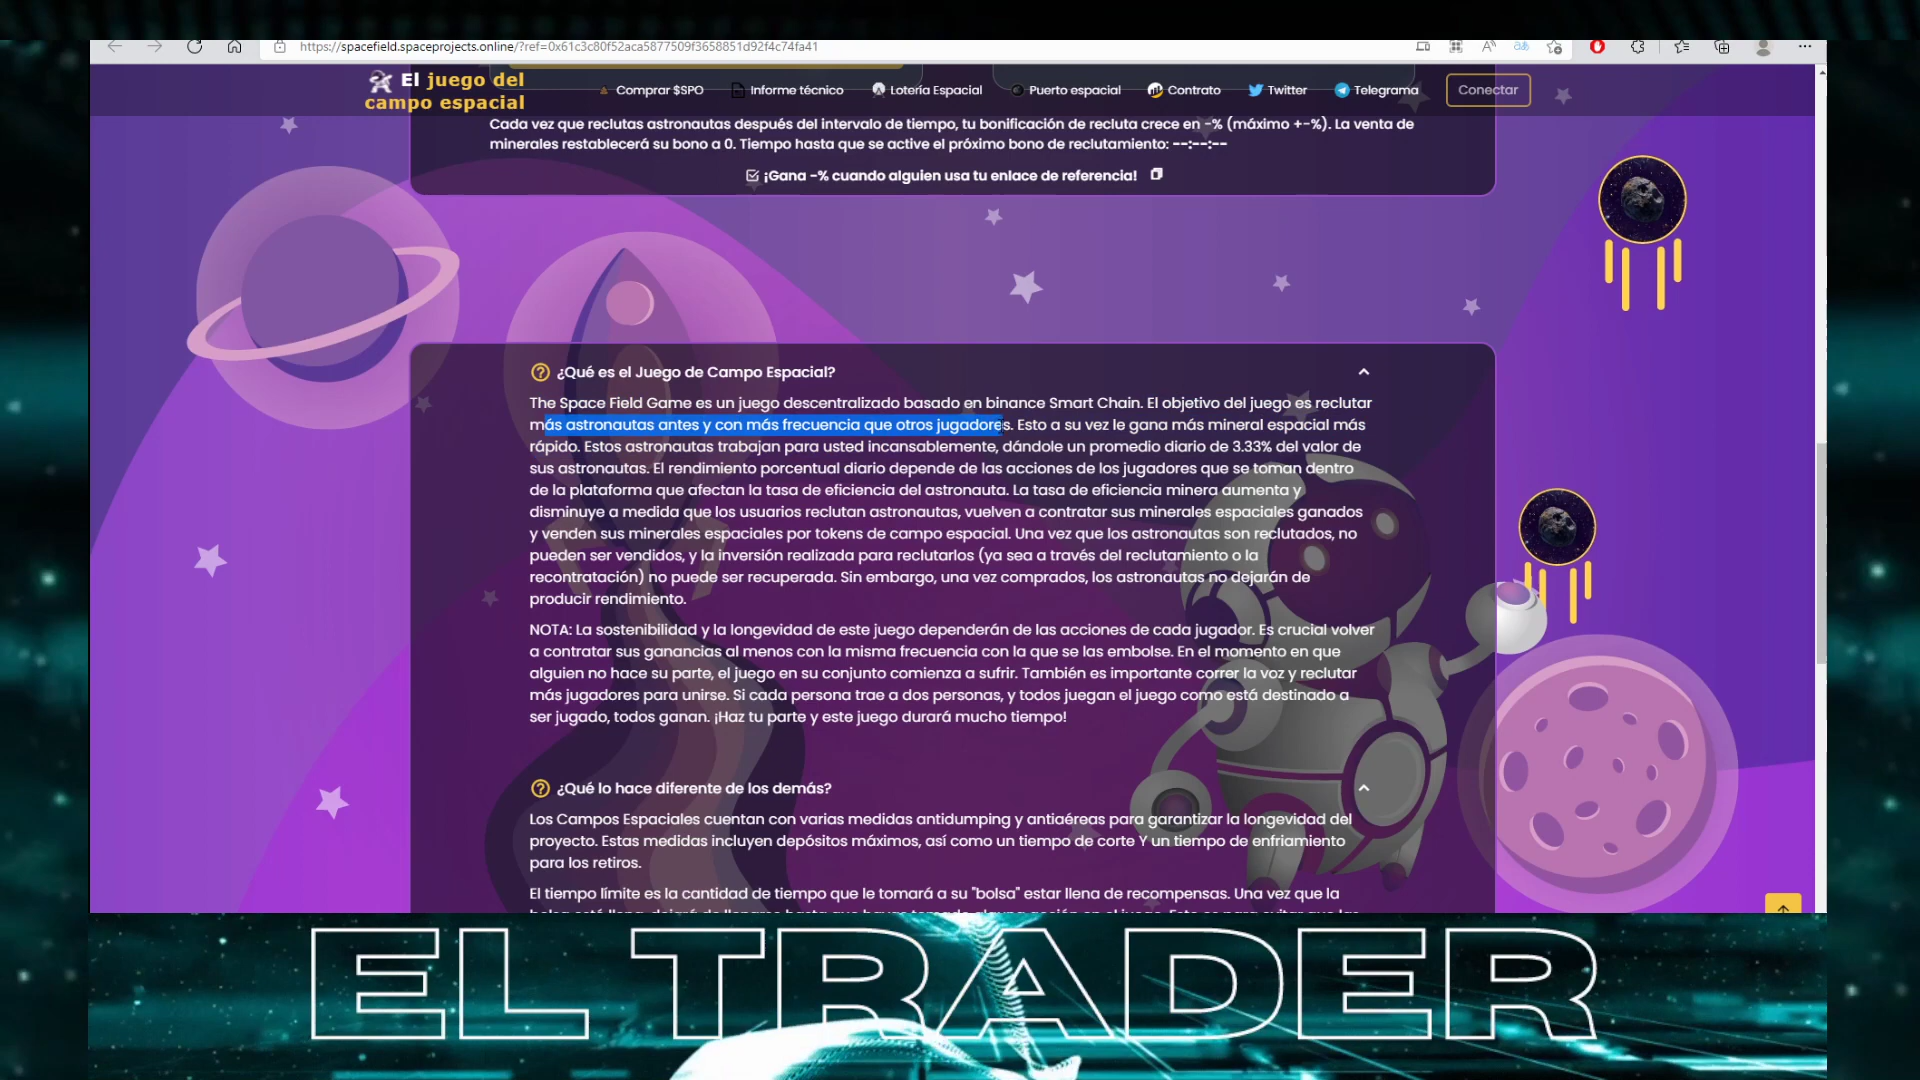 https://spacefield.spaceprojects.online/?ref=0x61c3c80f52aca5877509f3658851d92f4c74fa41
El juego del
campo espacial
Comprar $SPO
Informe técnico
Lotería Espacial
Puerto espacial
Contrato
Twitter
Telegrama
Conectar
Cada vez que reclutas astronautas después del intervalo de tiempo, tu bonificación de recluta crece en -% (máximo +-%). La venta de
minerales restablecerá su bono a 0. Tiempo hasta que se active el próximo bono de reclutamiento: --:--:--
¡Gana -% cuando alguien usa tu enlace de referencia!
¿Qué es el Juego de Campo Espacial?
The Space Field Game es un juego descentralizado basado en binance Smart Chain. El objetivo del juego es reclutar
más astronautas antes y con más frecuencia que otros jugadores. Esto a su vez le gana más mineral espacial más
rápido. Estos astronautas trabajan para usted incansablemente, dándole un promedio diario de 3.33% del valor de
sus astronautas. El rendimiento porcentual diario depende de las acciones de los jugadores que se toman dentro
de la plataforma que afectan la tasa de eficiencia del astronauta. La tasa de eficiencia minera aumenta y
disminuye a medida que los usuarios reclutan astronautas, vuelven a contratar sus minerales espaciales ganados
y venden sus minerales espaciales por tokens de campo espacial. Una vez que los astronautas son reclutados, no
pueden ser vendidos, y la inversión realizada para reclutarlos (ya sea a través del reclutamiento o la
recontratación) no puede ser recuperada. Sin embargo, una vez comprados, los astronautas no dejarán de
producir rendimiento.
NOTA: La sostenibilidad y la longevidad de este juego dependerán de las acciones de cada jugador. Es crucial volver
a contratar sus ganancias al menos con la misma frecuencia con la que se las embolse. En el momento en que
alguien no hace su parte, el juego en su conjunto comienza a sufrir. También es importante correr la voz y reclutar
más jugadores para unirse. Si cada persona trae a dos personas, y todos juegan el juego como está destinado a
ser jugado, todos ganan. ¡Haz tu parte y este juego durará mucho tiempo!
¿Qué lo hace diferente de los demás?
Los Campos Espaciales cuentan con varias medidas antidumping y antiaéreas para garantizar la longevidad del
proyecto. Estas medidas incluyen depósitos máximos, así como un tiempo de corte Y un tiempo de enfriamiento
para los retiros.
El tiempo límite es la cantidad de tiempo que le tomará a su "bolsa" estar llena de recompensas. Una vez que la
EL TRADER